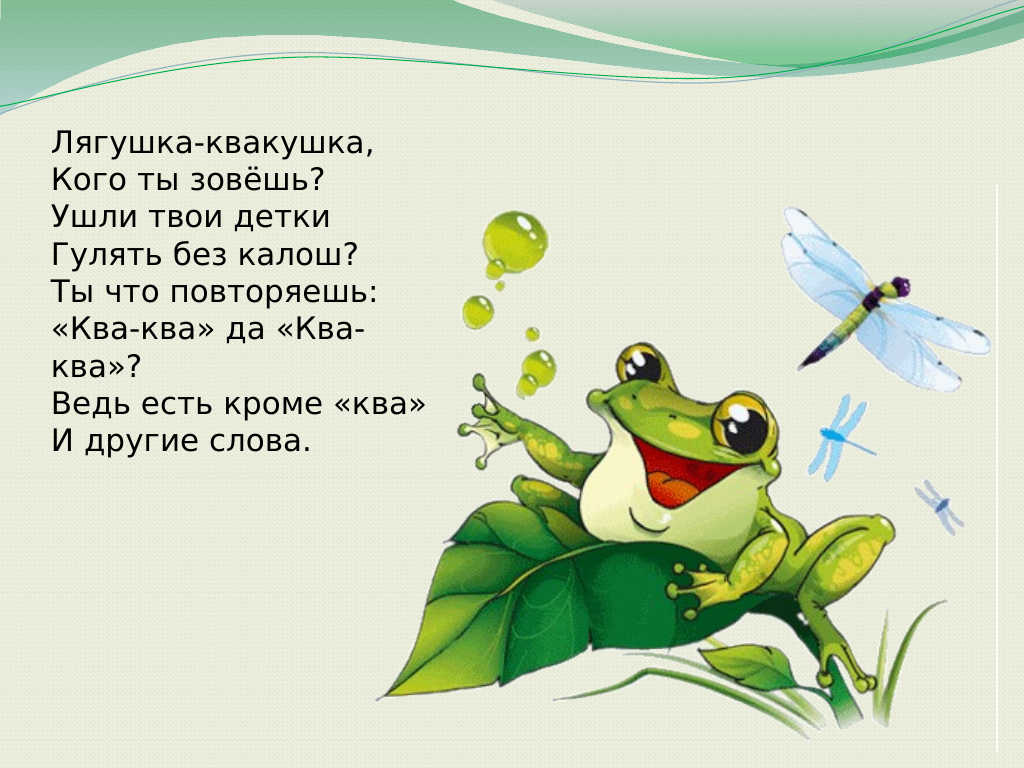 Лягушка-квакушка,
Кого ты зовёшь?
Ушли твои детки
Гулять без калош?
Ты что повторяешь:
«Ква-ква» да «Ква-
ква»?
Ведь есть кроме «ква»
И другие слова.